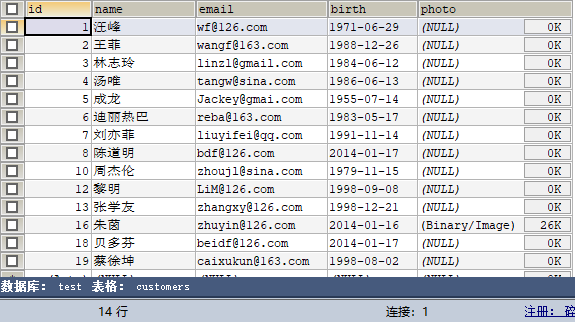 id name email birth photo
1 汪峰 wf@126.com 1971-06-29 (NULL) 0K
2 王菲 wangf@163.com 1988-12-26 (NULL) 0K
3 林志玲 linzl@gmail.com 1984-06-12 (NULL) 0K
4 汤唯 tangw@sina.com 1986-06-13 (NULL) 0K
5 成龙 Jackey@gmai.com 1955-07-14 (NULL) 0K
6 迪丽热巴 reba@163.com 1983-05-17 (NULL) 0K
7 刘亦菲 liuyifei@qq.com 1991-11-14 (NULL) 0K
8 陈道明 bdf@126.com 2014-01-17 (NULL) 0K
10 周杰伦 zhoujl@sina.com 1979-11-15 (NULL) 0K
12 黎明 LiM@126.com 1998-09-08 (NULL) 0K
13 张学友 zhangxy@126.com 1998-12-21 (NULL) 0K
16 朱茵 zhuyin@126.com 2014-01-16 (Binary/Image) 26K
18 贝多芬 beidf@126.com 2014-01-17 (NULL) 0K
19 蔡徐坤 caixukun@163.com 1998-08-02 (NULL) 0K
数据库: test 表格: customers
14 行 连接: 1 注册: 碎